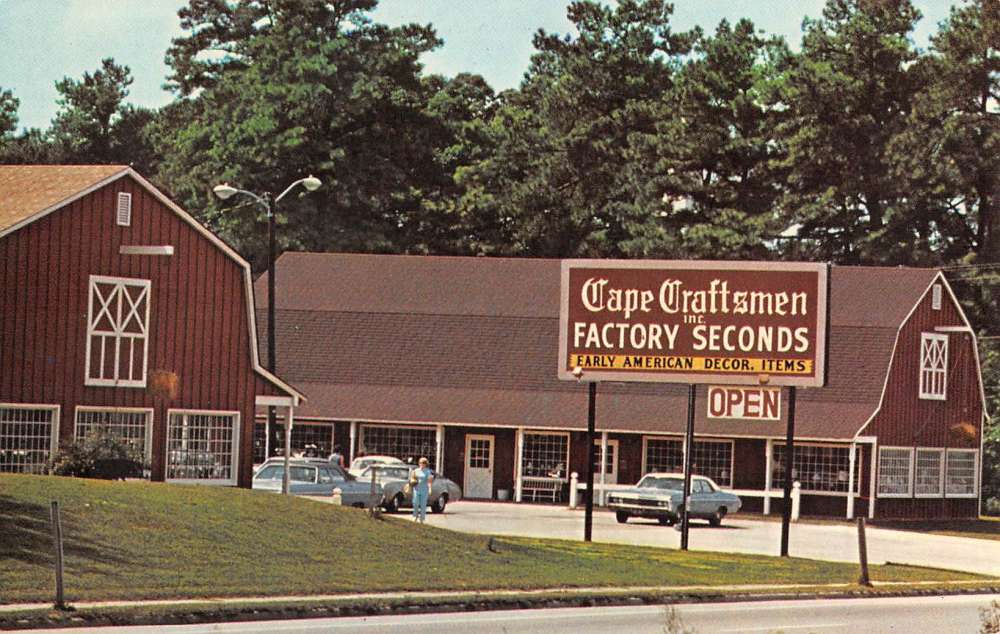 Cape Craftsmen
INC.
FACTORY SECONDS
EARLY AMERICAN DECOR. ITEMS
OPEN